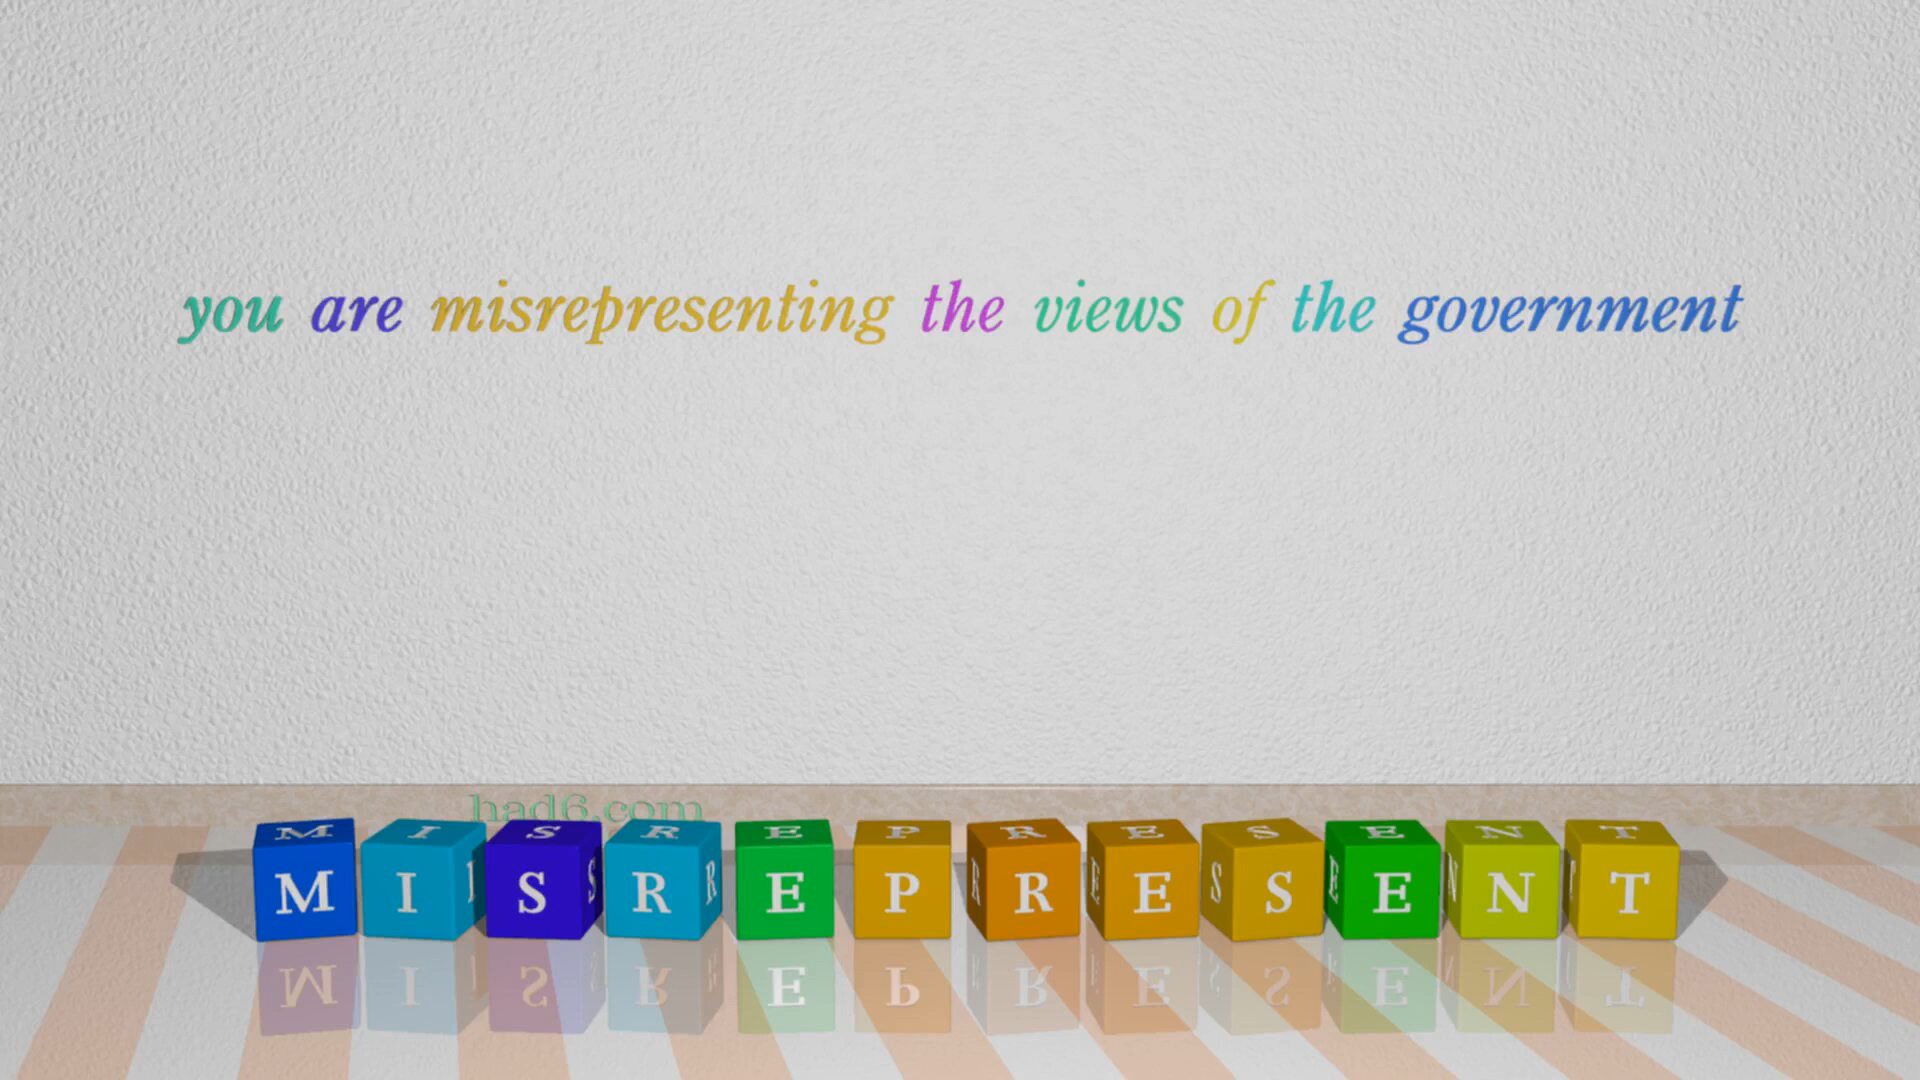 you are misrepresenting the views of the government
had6.com
MISREPRESENT